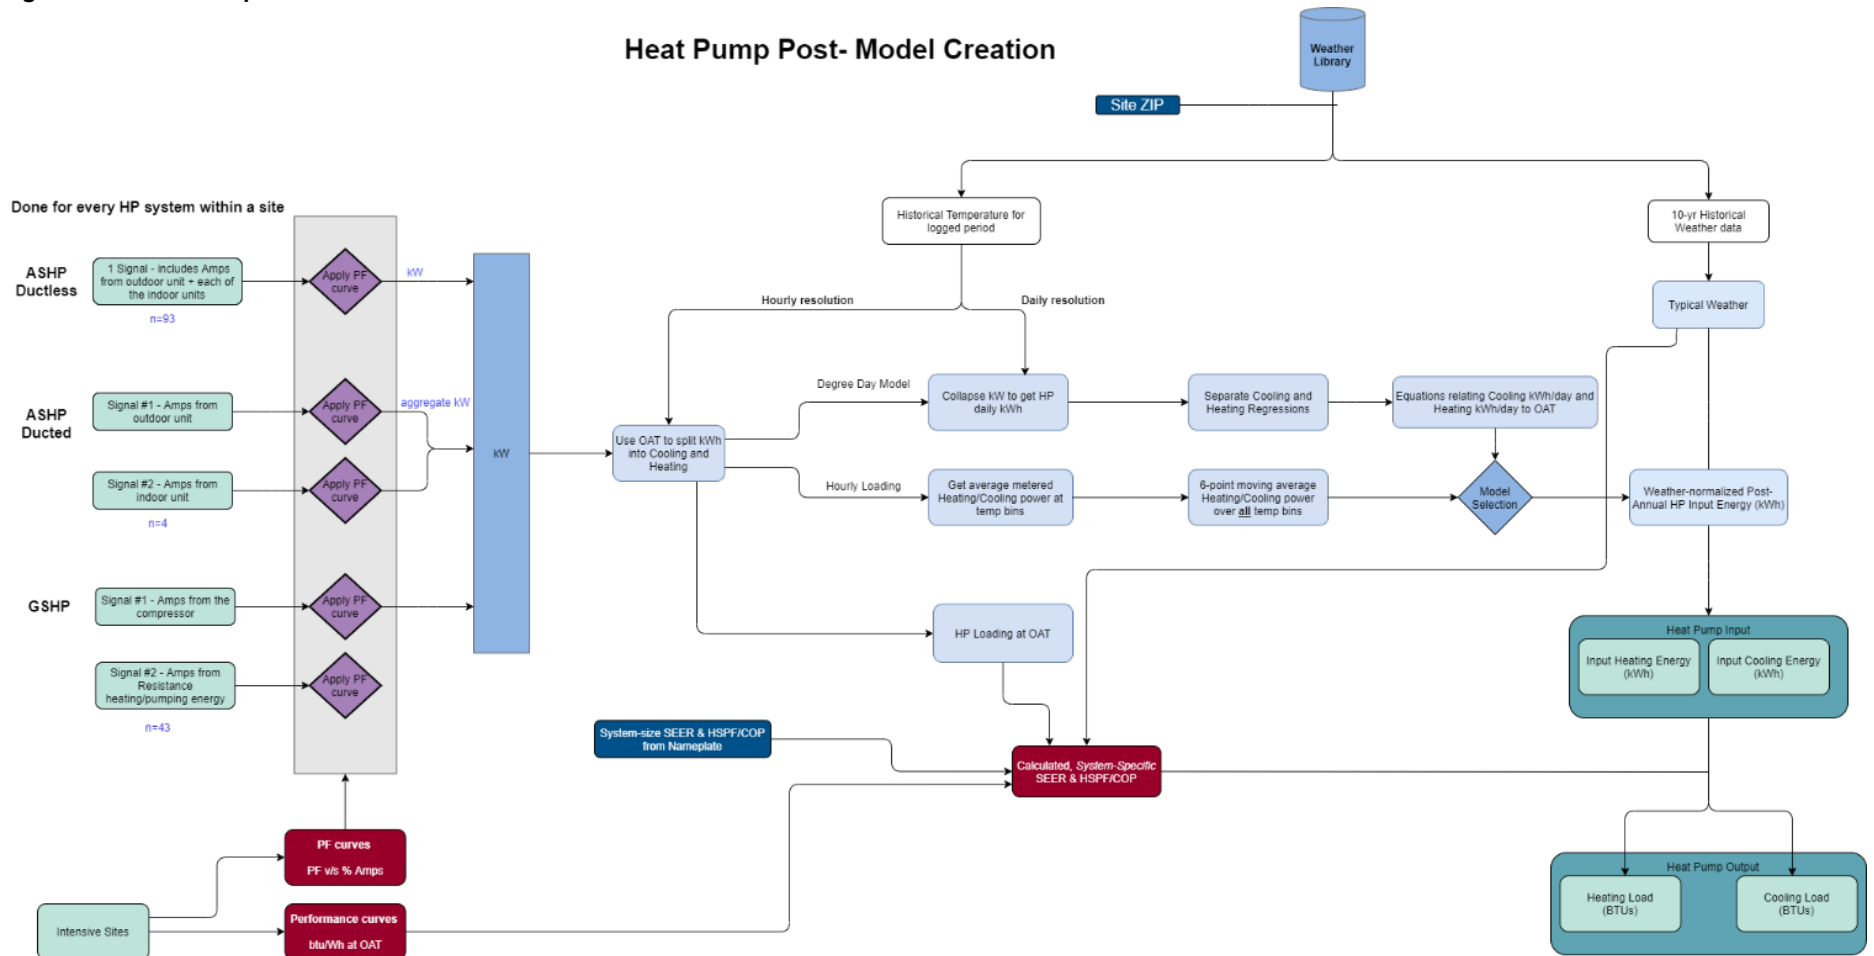 Heat Pump Post- Model Creation
Weather
Library
Site ZIP
Done for every HP system within a site
Historical Temperature for
logged period
10-yr Historical
Weather data
ASHP
Ductless
1 Signal - includes Amps
from outdoor unit + each of
the indoor units
n=93
Apply PF
curve
kW
Hourly resolution
Daily resolution
Typical Weather
ASHP
Ducted
Signal #1 - Amps from
outdoor unit
Apply PF
curve
aggregate kW
Signal #2 - Amps from
indoor unit
n=4
Apply PF
curve
kW
Use OAT to split kWh
into Cooling and
Heating
Degree Day Model
Collapse kW to get HP
daily kWh
Separate Cooling and
Heating Regressions
Equations relating Cooling kWh/day and
Heating kWh/day to OAT
Hourly Loading
Get average metered
Heating/Cooling power at
temp bins
6-point moving average
Heating/Cooling power
over all temp bins
Model
Selection
Weather-normalized Post-
Annual HP Input Energy (kWh)
GSHP
Signal #1 - Amps from the
compressor
Apply PF
curve
Signal #2 - Amps from
Resistance
heating/pumping energy
n=43
Apply PF
curve
HP Loading at OAT
Heat Pump Input
Input Heating Energy
(kWh)
Input Cooling Energy
(kWh)
System-size SEER & HSPF/COP
from Nameplate
Calculated, System-Specific
SEER & HSPF/COP
PF curves
PF v/s % Amps
Intensive Sites
Performance curves
btu/Wh at OAT
Heat Pump Output
Heating Load
(BTUs)
Cooling Load
(BTUs)